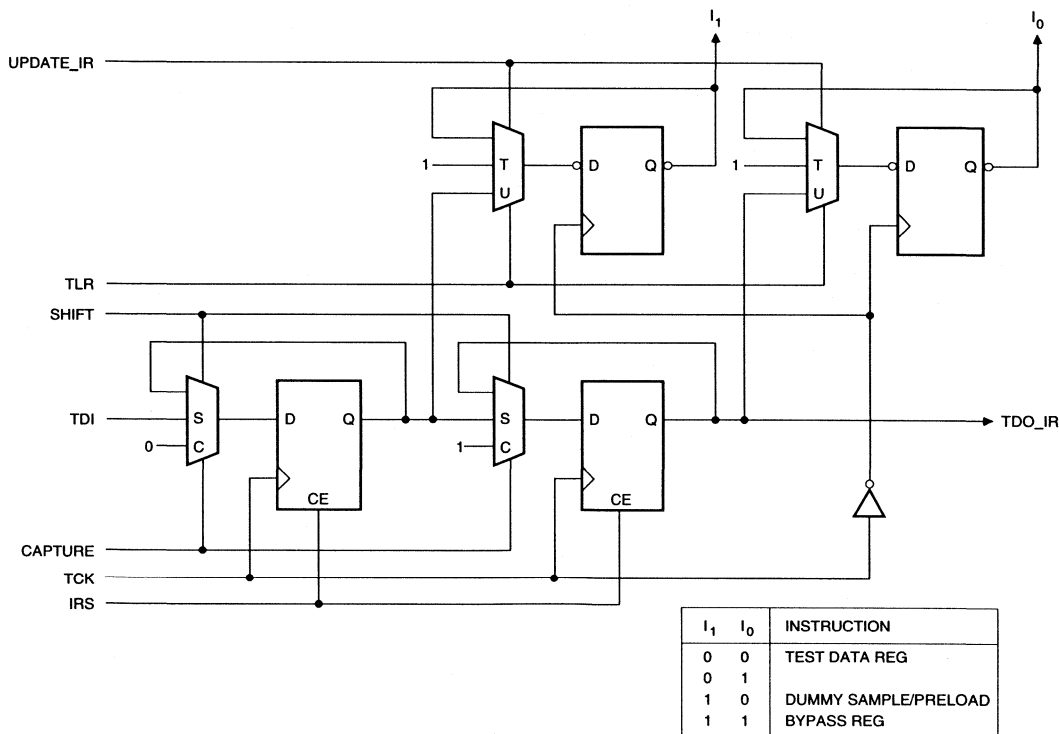 I1 I0
UPDATE_IR
1 T D Q 1 T D Q
U U
TLR
SHIFT
TDI S D Q S D Q TDO_IR
0 C 1 C
CE CE
CAPTURE
TCK
IRS
I1 I0 INSTRUCTION
0 0 TEST DATA REG
0 1
1 0 DUMMY SAMPLE/PRELOAD
1 1 BYPASS REG